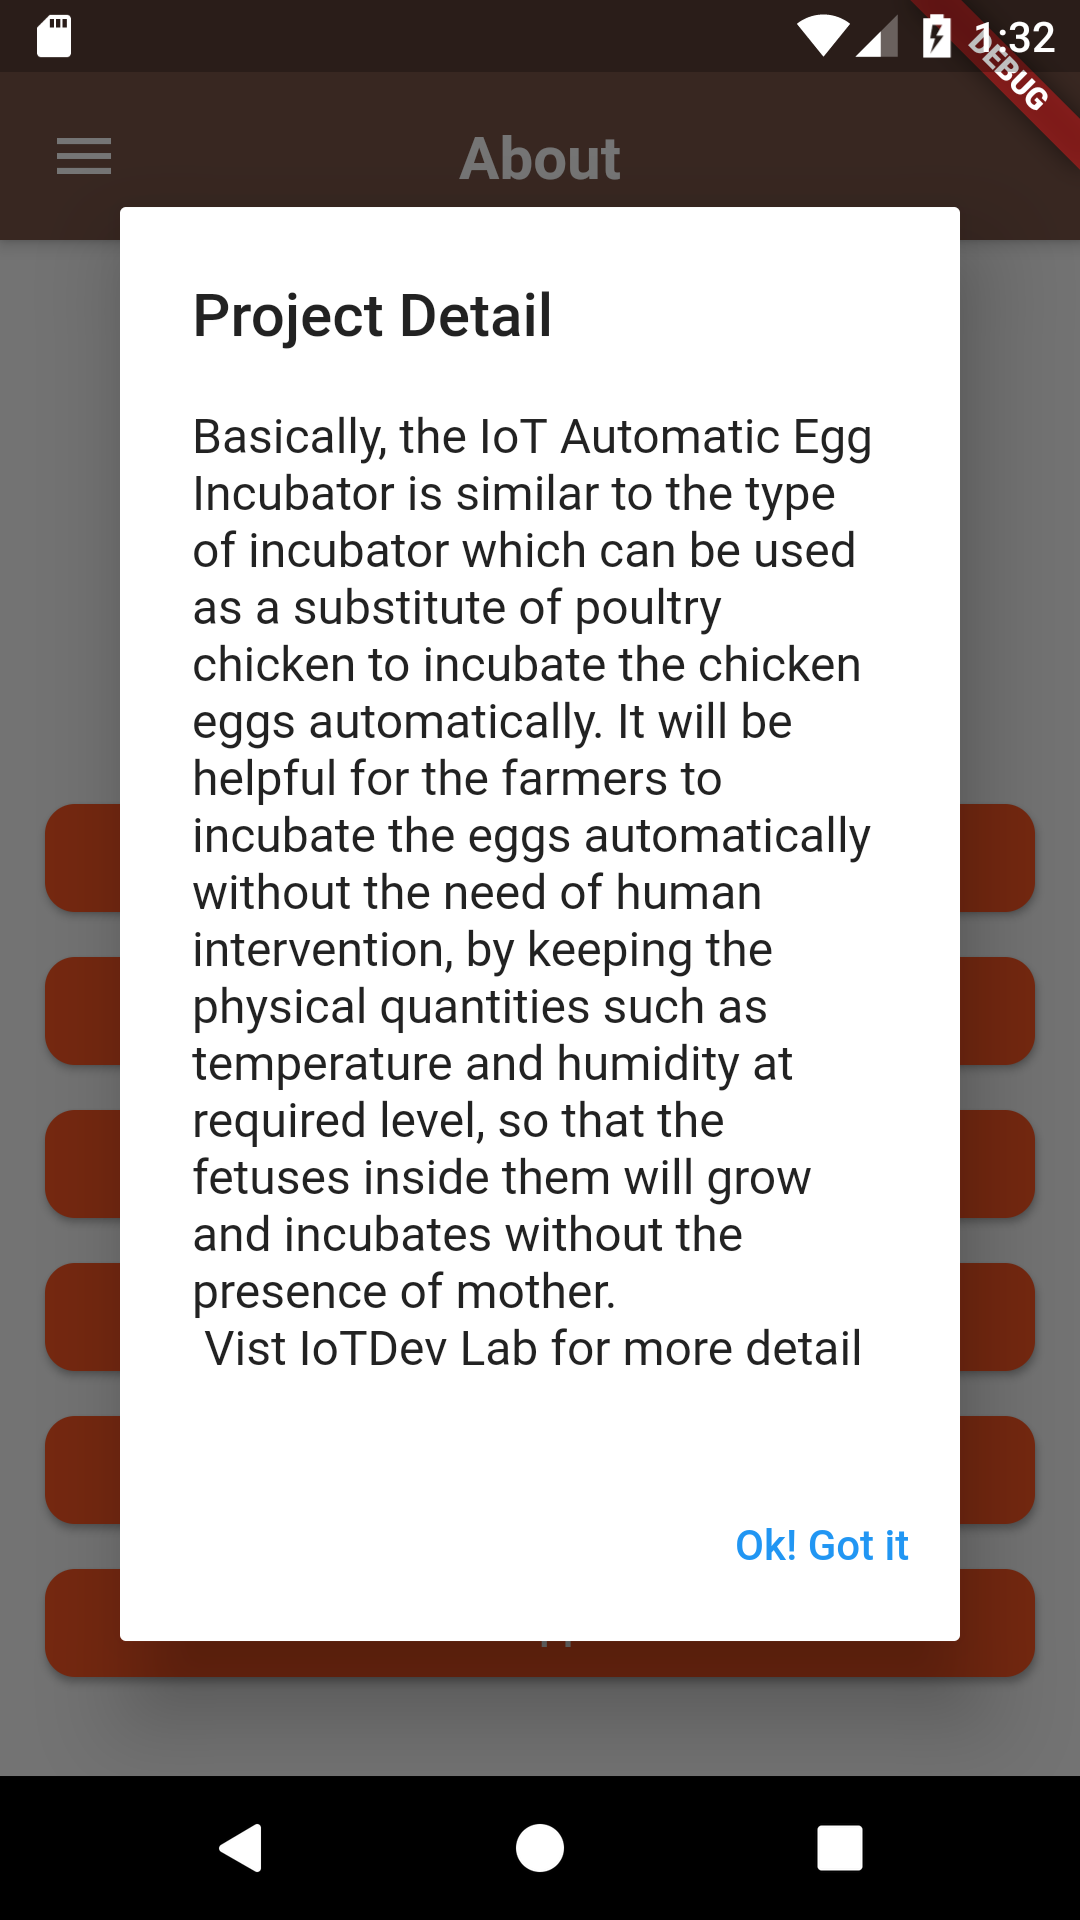 1:32
DEBUG
About
Project Detail
Basically, the IoT Automatic Egg
Incubator is similar to the type
of incubator which can be used
as a substitute of poultry
chicken to incubate the chicken
eggs automatically. It will be
helpful for the farmers to
incubate the eggs automatically
without the need of human
intervention, by keeping the
physical quantities such as
temperature and humidity at
required level, so that the
fetuses inside them will grow
and incubates without the
presence of mother.
Vist IoTDev Lab for more detail
Ok! Got it